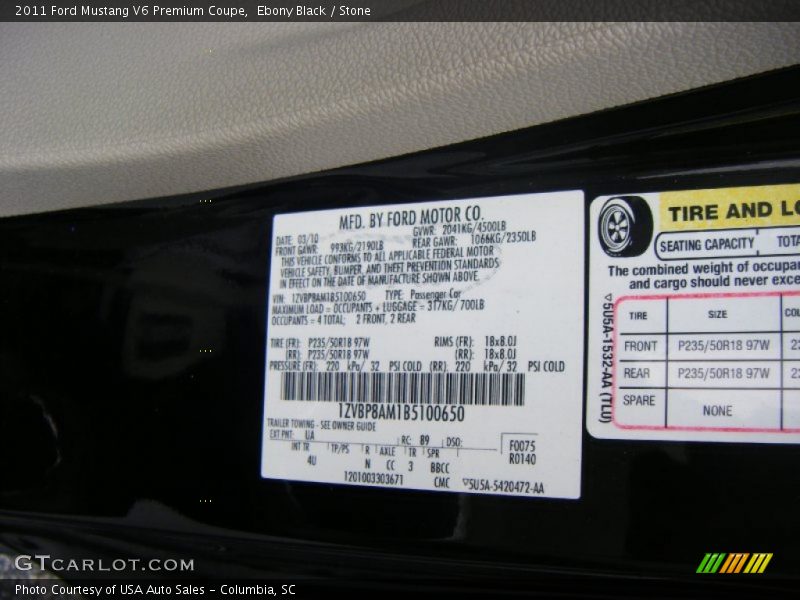 2011 Ford Mustang V6 Premium Coupe, Ebony Black / Stone
MFD. BY FORD MOTOR CO.
DATE: 03/10 GVWR: 2041KG/4500LB
FRONT GAWR: 993KG/2190LB REAR GAWR: 1066KG/2350LB
THIS VEHICLE CONFORMS TO ALL APPLICABLE FEDERAL MOTOR
VEHICLE SAFETY, BUMPER, AND THEFT PREVENTION STANDARDS
IN EFFECT ON THE DATE OF MANUFACTURE SHOWN ABOVE.
VIN: 1ZVBP8AM1B5100650 TYPE: Passenger Car
MAXIMUM LOAD = OCCUPANTS + LUGGAGE = 317KG/700LB
OCCUPANTS = 4 TOTAL; 2 FRONT, 2 REAR
TIRE (FR): P235/50R18 97W RIMS (FR): 18x8.0J
(RR): P235/50R18 97W (RR): 18x8.0J
PRESSURE (FR): 220 kPa/ 32 PSI COLD (RR): 220 kPa/ 32 PSI COLD
1ZVBP8AM1B5100650
TRAILER TOWING - SEE OWNER GUIDE
EXT PNT: UA RC: 89 DSO: F0075
INT TR TP/PS R AXLE TR SPR R0140
4U N CC 3 BBCC
1201003303671 CMC ▽5U5A-5420472-AA
TIRE AND LO
SEATING CAPACITY TOTA
The combined weight of occupan
and cargo should never exce
▽5U5A-1532-AA (TLU)
TIRE SIZE COL
FRONT P235/50R18 97W 23
REAR P235/50R18 97W 23
SPARE NONE
GTCARLOT.COM
Photo Courtesy of USA Auto Sales - Columbia, SC